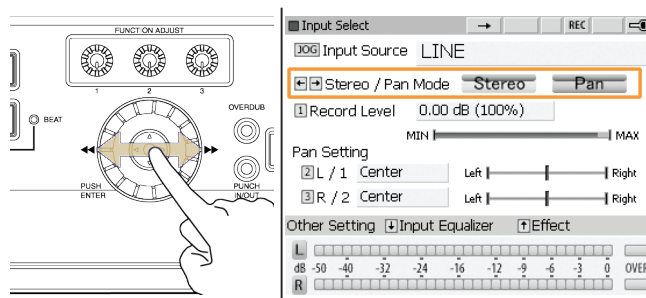 FUNCTION ADJUST
1 2 3
BEAT
OVERDUB
PUSH
ENTER
PUNCH
IN/OUT
Input Select → REC
JOG Input Source LINE
←→ Stereo / Pan Mode Stereo Pan
1 Record Level 0.00 dB (100%)
MIN MAX
Pan Setting
2 L / 1 Center Left Right
3 R / 2 Center Left Right
Other Setting ↓ Input Equalizer ↑ Effect
L
dB -50 -40 -32 -24 -16 -12 -9 -6 -3 0 OVER
R